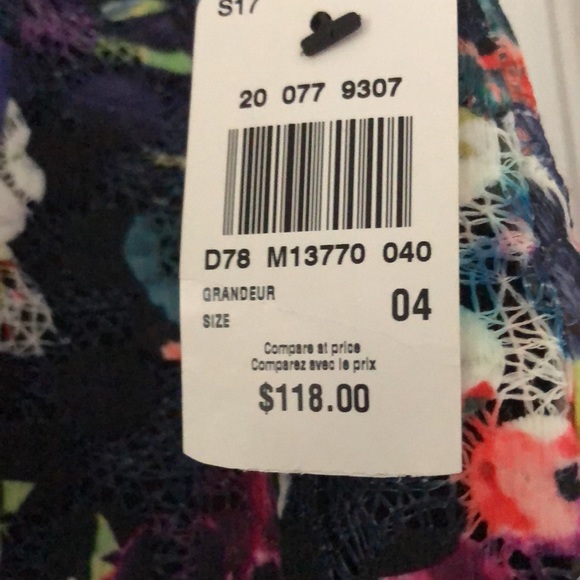 S17
20 077 9307
D78 M13770 040
GRANDEUR
SIZE 04
Compare at price
Comparez avec le prix
$118.00